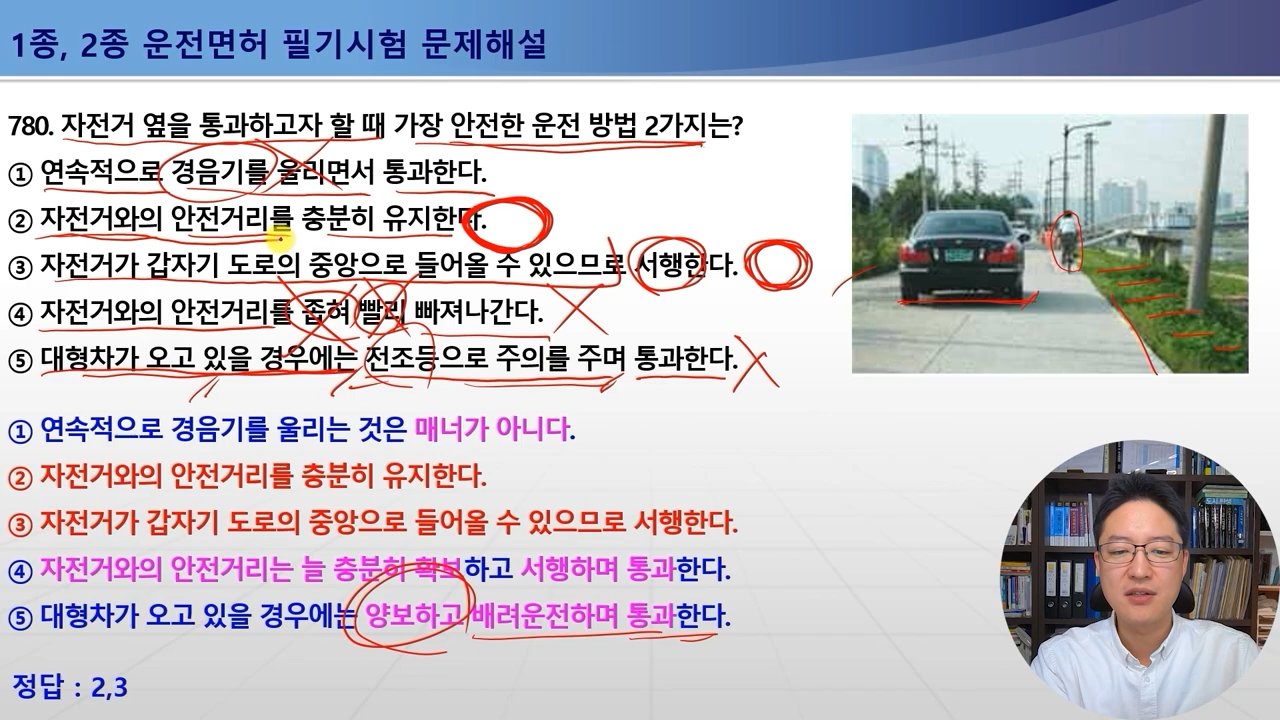 1종, 2종 운전면허 필기시험 문제해설
780. 자전거 옆을 통과하고자 할 때 가장 안전한 운전 방법 2가지는?
① 연속적으로 경음기를 울리면서 통과한다.
② 자전거와의 안전거리를 충분히 유지한다.
③ 자전거가 갑자기 도로의 중앙으로 들어올 수 있으므로 서행한다.
④ 자전거와의 안전거리를 좁혀 빨리 빠져나간다.
⑤ 대형차가 오고 있을 경우에는 전조등으로 주의를 주며 통과한다.
① 연속적으로 경음기를 울리는 것은 매너가 아니다.
② 자전거와의 안전거리를 충분히 유지한다.
③ 자전거가 갑자기 도로의 중앙으로 들어올 수 있으므로 서행한다.
④ 자전거와의 안전거리는 늘 충분히 확보하고 서행하며 통과한다.
⑤ 대형차가 오고 있을 경우에는 양보하고 배려운전하며 통과한다.
정답 : 2,3